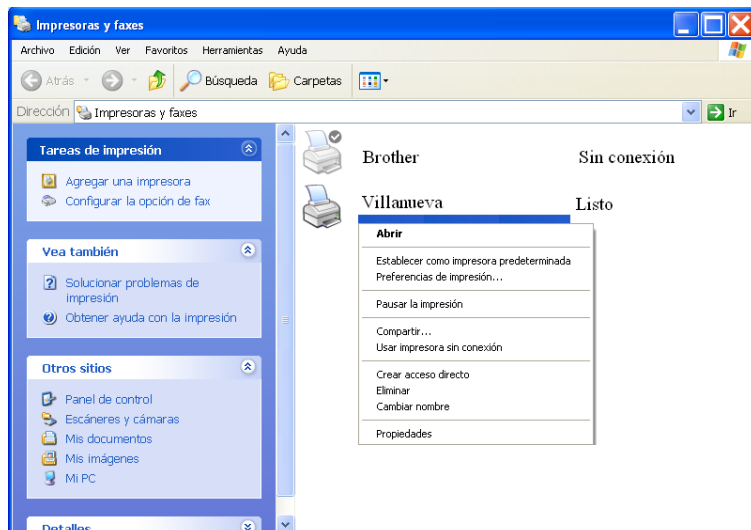 Impresoras y faxes
Archivo Edición Ver Favoritos Herramientas Ayuda
Atrás Búsqueda Carpetas
Dirección Impresoras y faxes Ir
Tareas de impresión
Agregar una impresora
Configurar la opción de fax
Vea también
Solucionar problemas de
impresión
Obtener ayuda con la impresión
Otros sitios
Panel de control
Escáneres y cámaras
Mis documentos
Mis imágenes
Mi PC
Detalles
Brother Sin conexión
Villanueva Listo
Abrir
Establecer como impresora predeterminada
Preferencias de impresión...
Pausar la impresión
Compartir...
Usar impresora sin conexión
Crear acceso directo
Eliminar
Cambiar nombre
Propiedades